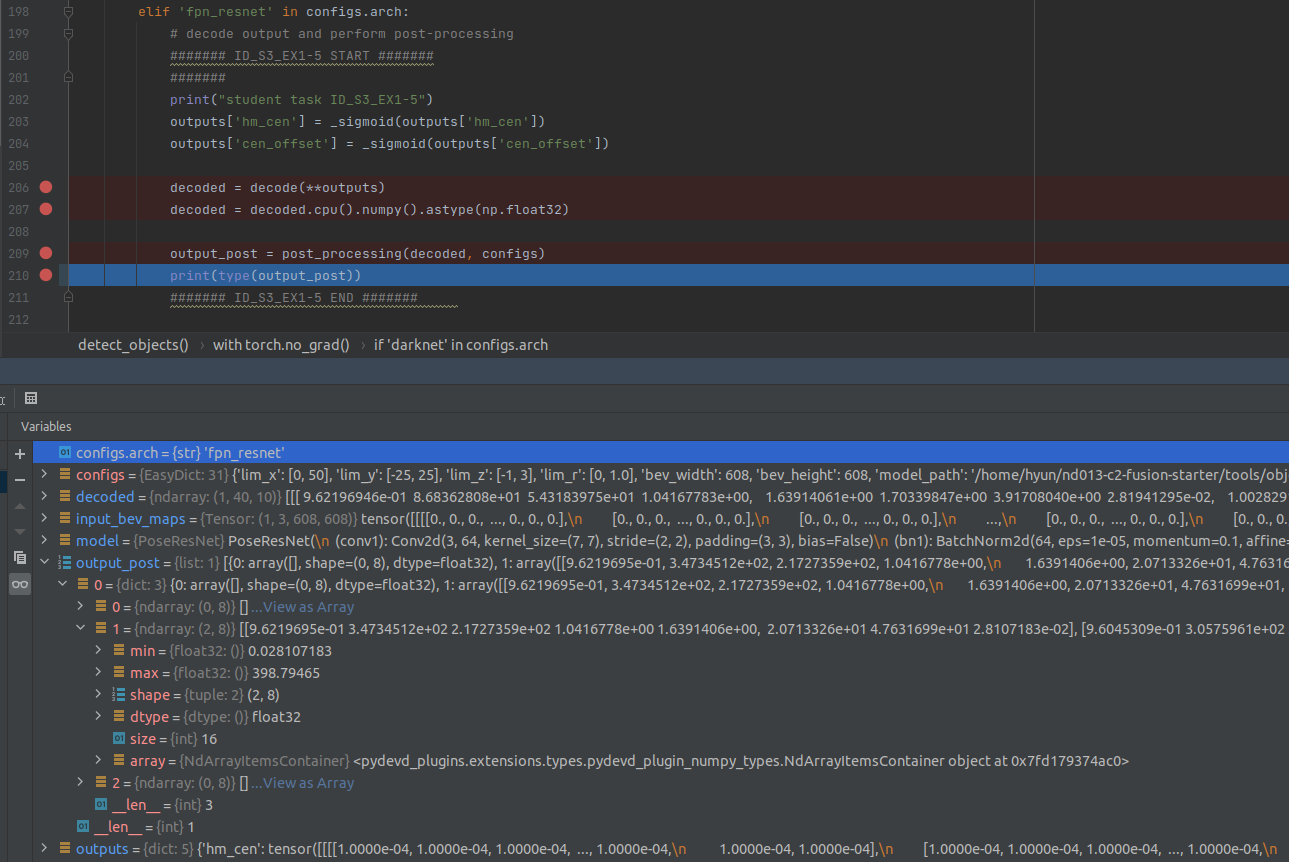 198 elif 'fpn_resnet' in configs.arch:
199 # decode output and perform post-processing
200 ####### ID_S3_EX1-5 START #######
201 #######
202 print("student task ID_S3_EX1-5")
203 outputs['hm_cen'] = _sigmoid(outputs['hm_cen'])
204 outputs['cen_offset'] = _sigmoid(outputs['cen_offset'])
205
206 decoded = decode(**outputs)
207 decoded = decoded.cpu().numpy().astype(np.float32)
208
209 output_post = post_processing(decoded, configs)
210 print(type(output_post))
211 ####### ID_S3_EX1-5 END #######
212
detect_objects() › with torch.no_grad() › if 'darknet' in configs.arch
Variables
configs.arch = {str} 'fpn_resnet'
configs = {EasyDict: 31} {'lim_x': [0, 50], 'lim_y': [-25, 25], 'lim_z': [-1, 3], 'lim_r': [0, 1.0], 'bev_width': 608, 'bev_height': 608, 'model_path': '/home/hyun/nd013-c2-fusion-starter/tools/obj
decoded = {ndarray: (1, 40, 10)} [[[ 9.62196946e-01 8.68362808e+01 5.43183975e+01 1.04167783e+00, 1.63914061e+00 1.70339847e+00 3.91708040e+00 2.81941295e-02, 1.002829
input_bev_maps = {Tensor: (1, 3, 608, 608)} tensor([[[[0., 0., 0., ..., 0., 0., 0.],\n [0., 0., 0., ..., 0., 0., 0.],\n [0., 0., 0., ..., 0., 0., 0.],\n ...,\n [0., 0., 0., ..., 0., 0., 0.],\n [0., 0., 0.
model = {PoseResNet} PoseResNet(\n (conv1): Conv2d(3, 64, kernel_size=(7, 7), stride=(2, 2), padding=(3, 3), bias=False)\n (bn1): BatchNorm2d(64, eps=1e-05, momentum=0.1, affine=
output_post = {list: 1} [{0: array([], shape=(0, 8), dtype=float32), 1: array([[9.6219695e-01, 3.4734512e+02, 2.1727359e+02, 1.0416778e+00,\n 1.6391406e+00, 2.0713326e+01, 4.76316
0 = {dict: 3} {0: array([], shape=(0, 8), dtype=float32), 1: array([[9.6219695e-01, 3.4734512e+02, 2.1727359e+02, 1.0416778e+00,\n 1.6391406e+00, 2.0713326e+01, 4.7631699e+01,
0 = {ndarray: (0, 8)} [] ...View as Array
1 = {ndarray: (2, 8)} [[9.6219695e-01 3.4734512e+02 2.1727359e+02 1.0416778e+00 1.6391406e+00, 2.0713326e+01 4.7631699e+01 2.8107183e-02], [9.6045309e-01 3.0575961e+02
min = {float32: ()} 0.028107183
max = {float32: ()} 398.79465
shape = {tuple: 2} (2, 8)
dtype = {dtype: ()} float32
size = {int} 16
array = {NdArrayItemsContainer} <pydevd_plugins.extensions.types.pydevd_plugin_numpy_types.NdArrayItemsContainer object at 0x7fd179374ac0>
2 = {ndarray: (0, 8)} [] ...View as Array
__len__ = {int} 3
__len__ = {int} 1
outputs = {dict: 5} {'hm_cen': tensor([[[[1.0000e-04, 1.0000e-04, 1.0000e-04, ..., 1.0000e-04,\n 1.0000e-04, 1.0000e-04],\n [1.0000e-04, 1.0000e-04, 1.0000e-04, ..., 1.0000e-04,\n